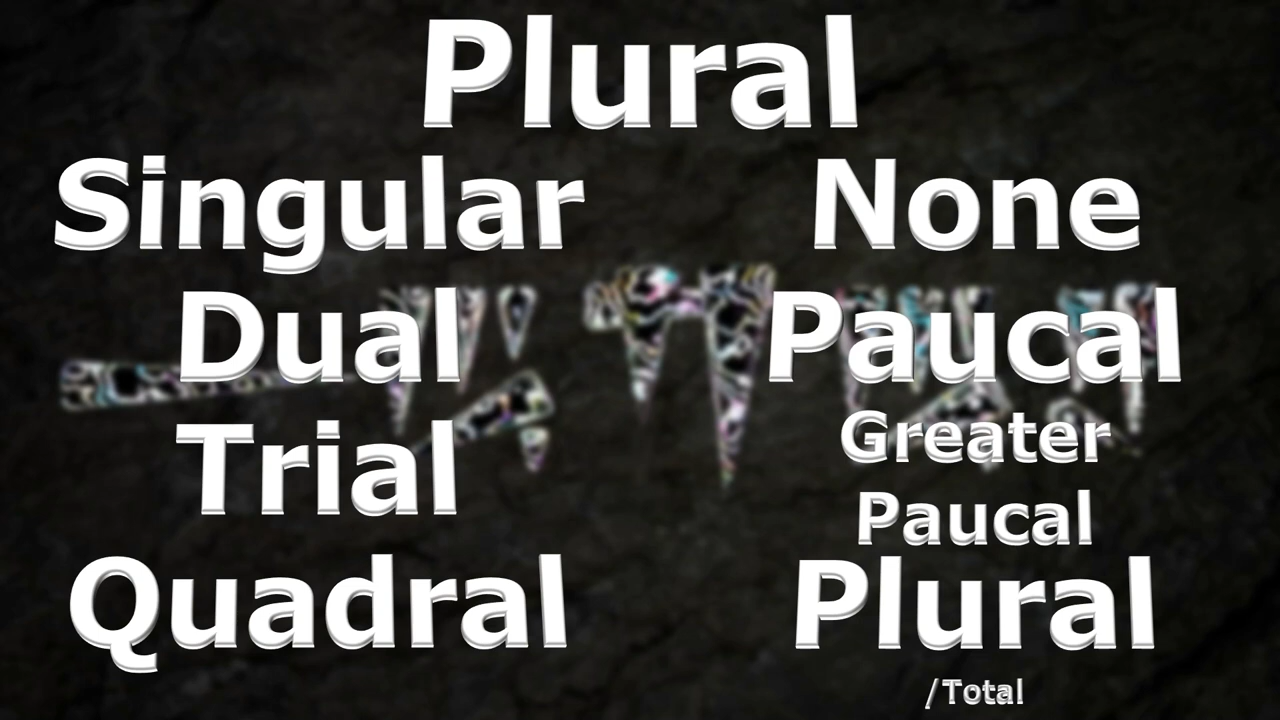 Plural
Singular
Dual
Trial
Quadral
None
Paucal
Greater
Paucal
Plural
/Total